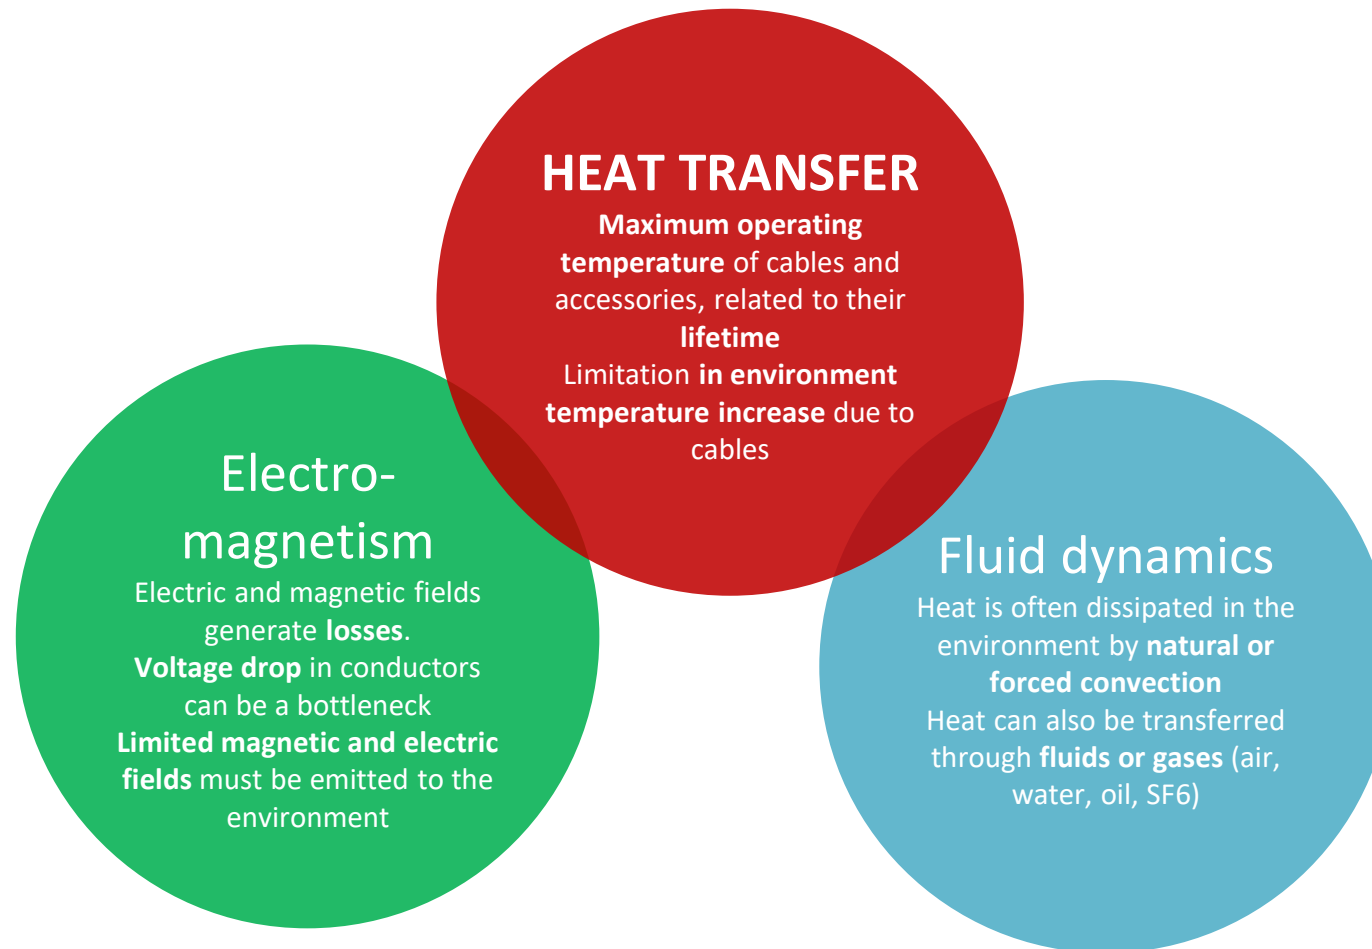 HEAT TRANSFER
Maximum operating
temperature of cables and
accessories, related to their
lifetime
Limitation in environment
temperature increase due to
cables
Electro-
magnetism
Electric and magnetic fields
generate losses.
Voltage drop in conductors
can be a bottleneck
Limited magnetic and electric
fields must be emitted to the
environment
Fluid dynamics
Heat is often dissipated in the
environment by natural or
forced convection
Heat can also be transferred
through fluids or gases (air,
water, oil, SF6)